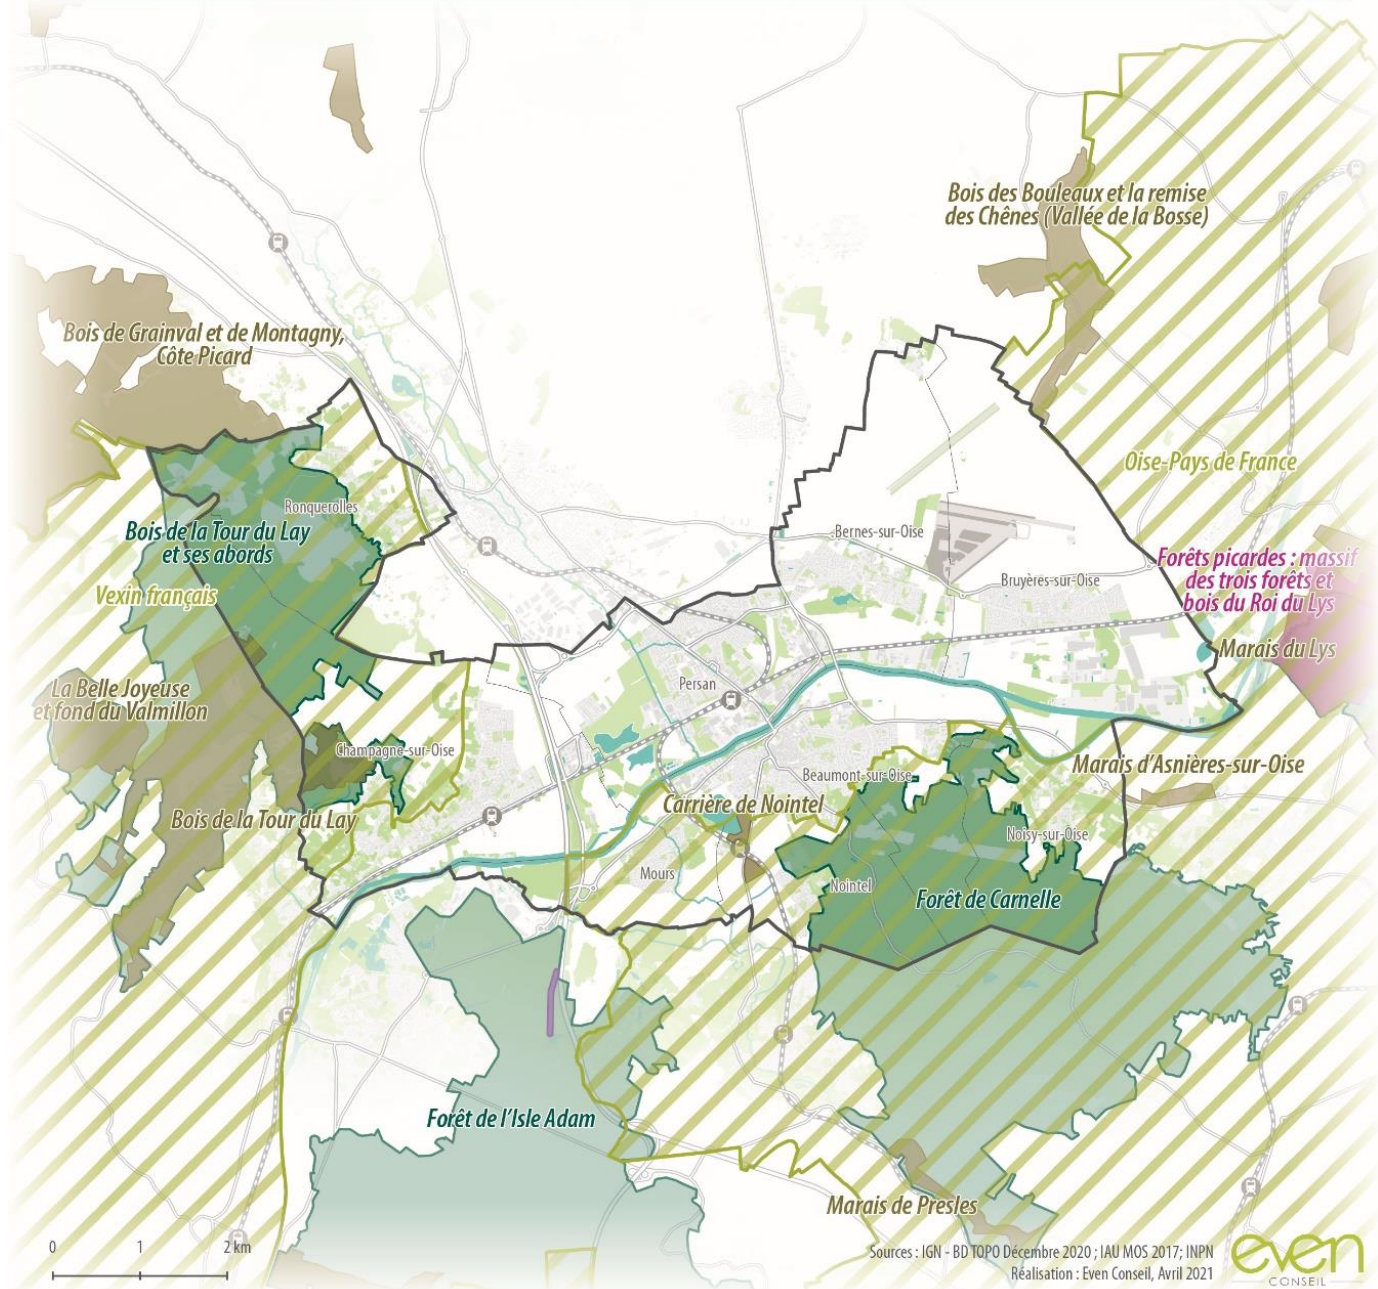 Bois des Bouleaux et la remise
des Chênes (Vallée de la Bosse)
Bois de Grainval et de Montagny,
Côte Picard
Oise-Pays de France
Ronquerolles
Bois de la Tour du Lay
et ses abords
Bernes-sur-Oise
Forêts picardes : massif
des trois forêts et
bois du Roi du Lys
Bruyères-sur-Oise
Vexin français
Marais du Lys
Persan
La Belle Joyeuse
et fond du Valmillon
Champagne-sur-Oise
Marais d'Asnières-sur-Oise
Beaumont-sur-Oise
Carrière de Nointel
Bois de la Tour du Lay
Noisy-sur-Oise
Mours
Nointel
Forêt de Carnelle
Forêt de l'Isle Adam
Marais de Presles
0 1 2 km
Sources : IGN - BD TOPO Décembre 2020 ; IAU MOS 2017; INPN
Réalisation : Even Conseil, Avril 2021
even
CONSEIL